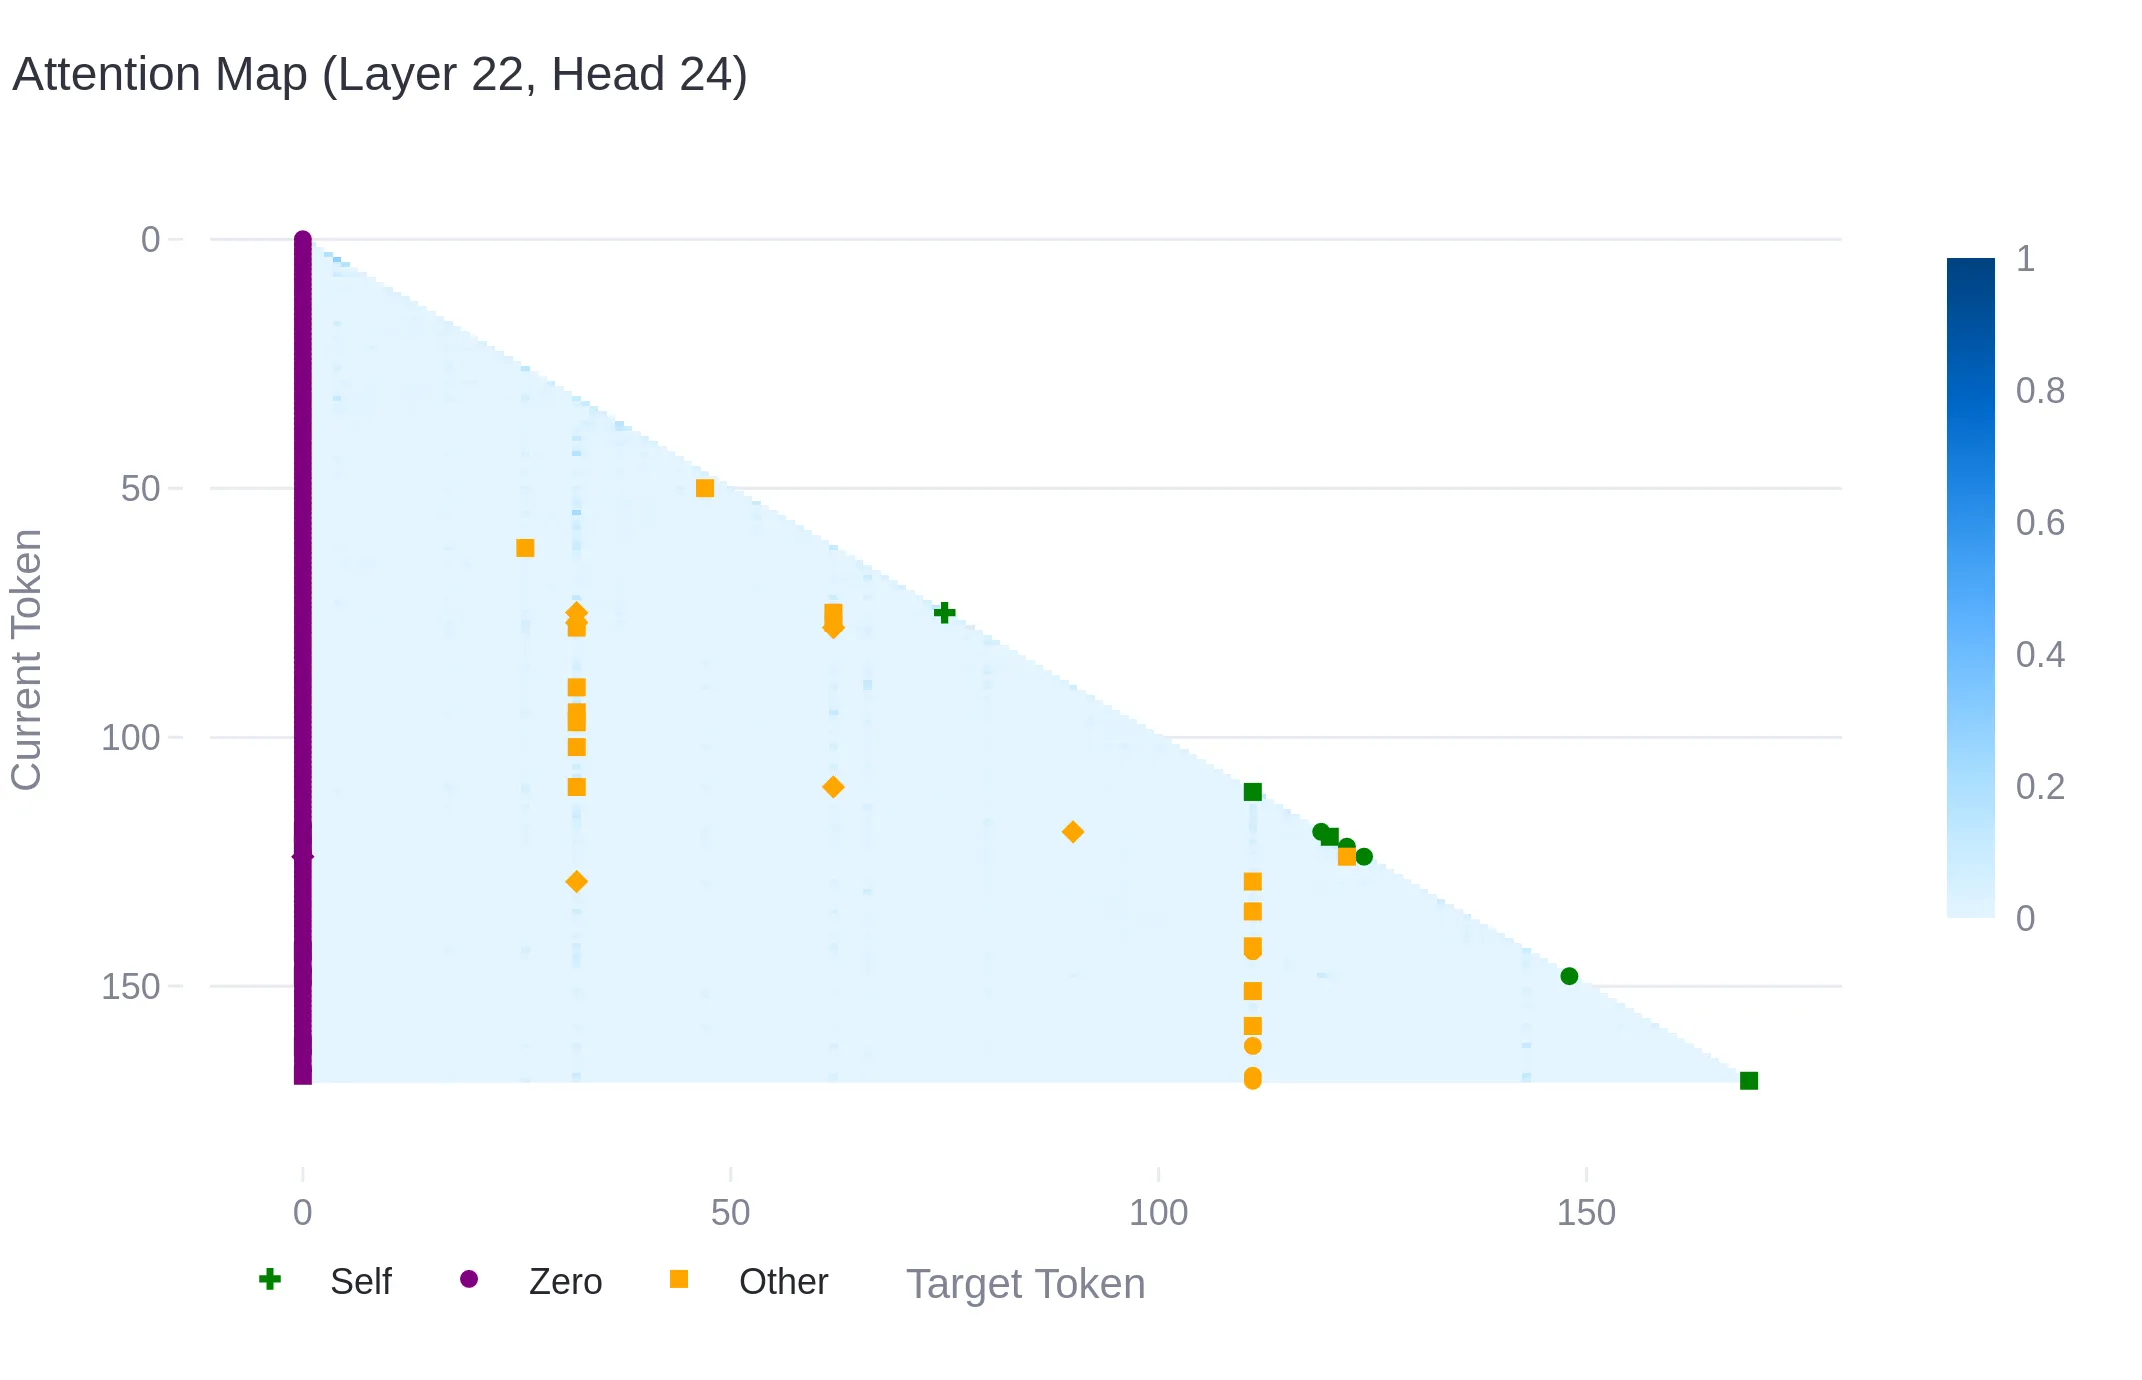 Attention Map (Layer 22, Head 24)
Current Token
0
50
100
150
1
0.8
0.6
0.4
0.2
0
0
50
100
150
Self
Zero
Other
Target Token